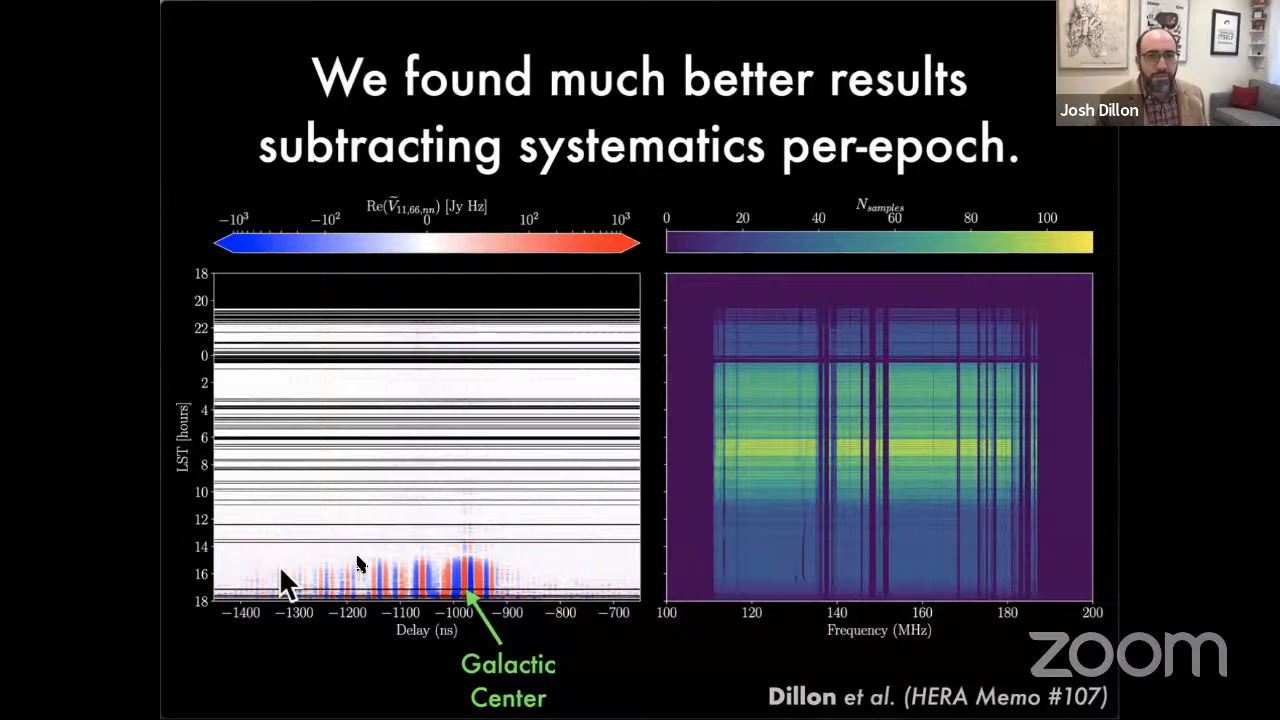 We found much better results
subtracting systematics per-epoch.
Josh Dillon
Re(Ṽ₁₁,₆₆,ₙₙ) [Jy Hz]
−10³ −10² 0 10² 10³
N_samples
0 20 40 60 80 100
LST [hours]
18
20
22
0
2
4
6
8
10
12
14
16
18
−1400 −1300 −1200 −1100 −1000 −900 −800 −700
Delay (ns)
100 120 140 160 180 200
Frequency (MHz)
Galactic
Center
zoom
Dillon et al. (HERA Memo #107)